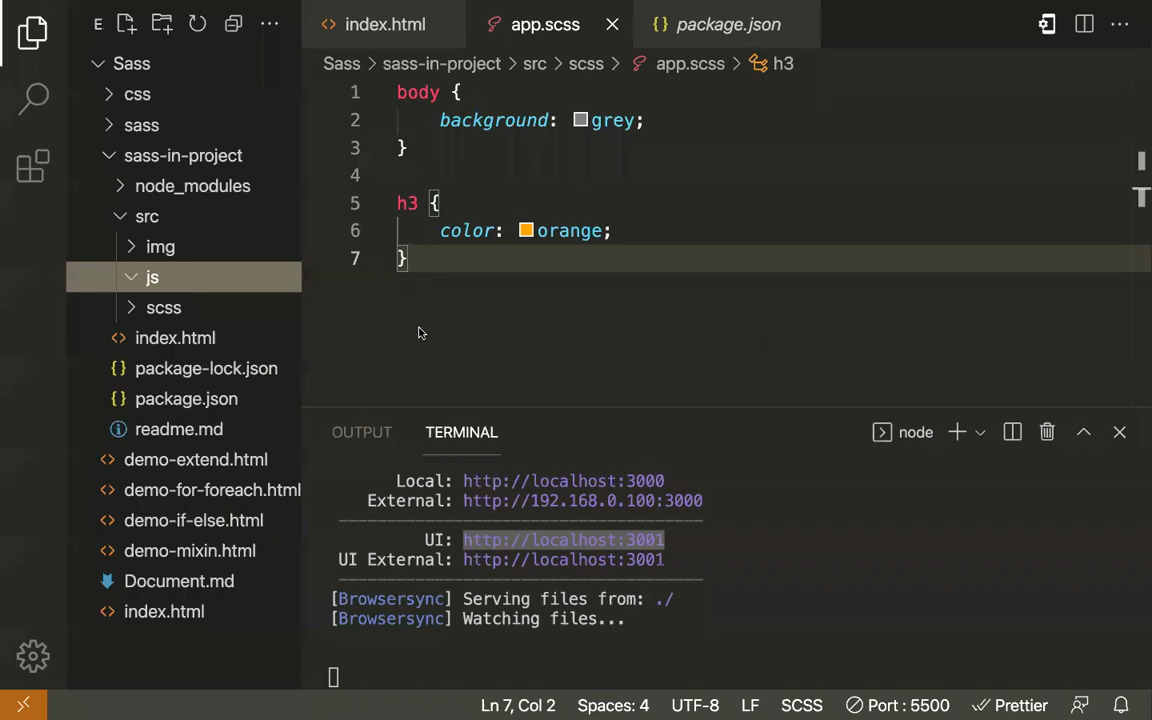 E
index.html
app.scss
package.json
Sass > sass-in-project > src > scss > app.scss > h3
Sass
css
sass
sass-in-project
node_modules
src
img
js
scss
index.html
package-lock.json
package.json
readme.md
demo-extend.html
demo-for-foreach.html
demo-if-else.html
demo-mixin.html
Document.md
index.html
1 body {
2 background: grey;
3 }
4
5 h3 {
6 color: orange;
7 }
OUTPUT TERMINAL
node
Local: http://localhost:3000
External: http://192.168.0.100:3000
UI: http://localhost:3001
UI External: http://localhost:3001
[Browsersync] Serving files from: ./
[Browsersync] Watching files...
Ln 7, Col 2 Spaces: 4 UTF-8 LF SCSS Port : 5500 Prettier